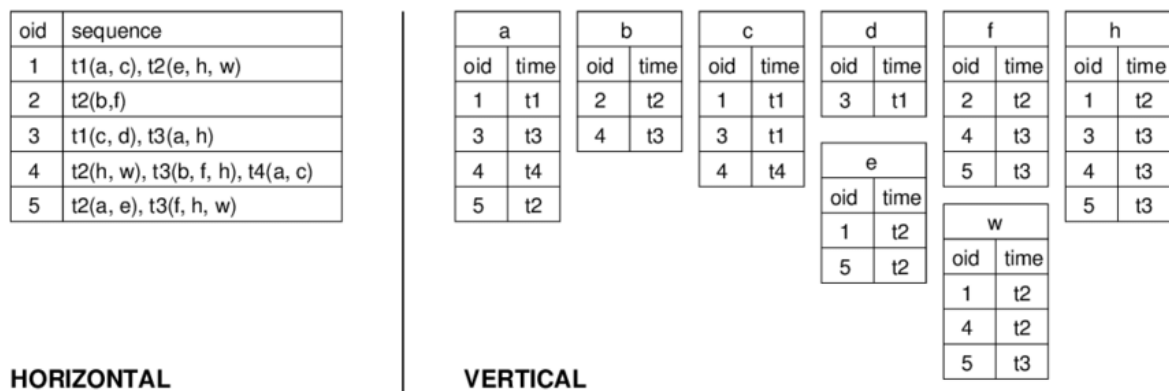 oid sequence
1 t1(a, c), t2(e, h, w)
2 t2(b,f)
3 t1(c, d), t3(a, h)
4 t2(h, w), t3(b, f, h), t4(a, c)
5 t2(a, e), t3(f, h, w)
HORIZONTAL
a
oid time
1 t1
3 t3
4 t4
5 t2
b
oid time
2 t2
4 t3
c
oid time
1 t1
3 t1
4 t4
d
oid time
3 t1
e
oid time
1 t2
5 t2
f
oid time
2 t2
4 t3
5 t3
w
oid time
1 t2
4 t2
5 t3
h
oid time
1 t2
3 t3
4 t3
5 t3
VERTICAL